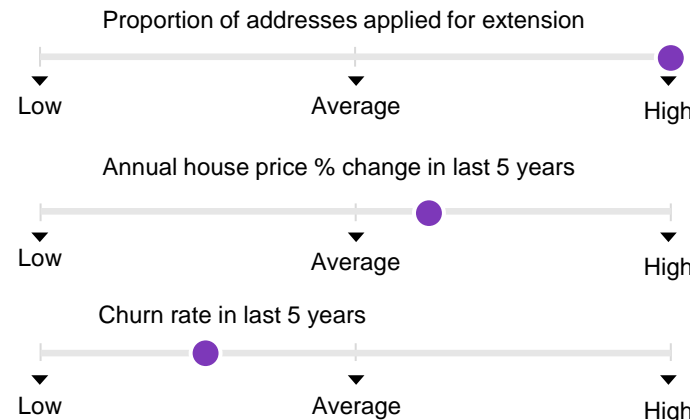 Proportion of addresses applied for extension
Low Average High
Annual house price % change in last 5 years
Low Average High
Churn rate in last 5 years
Low Average High